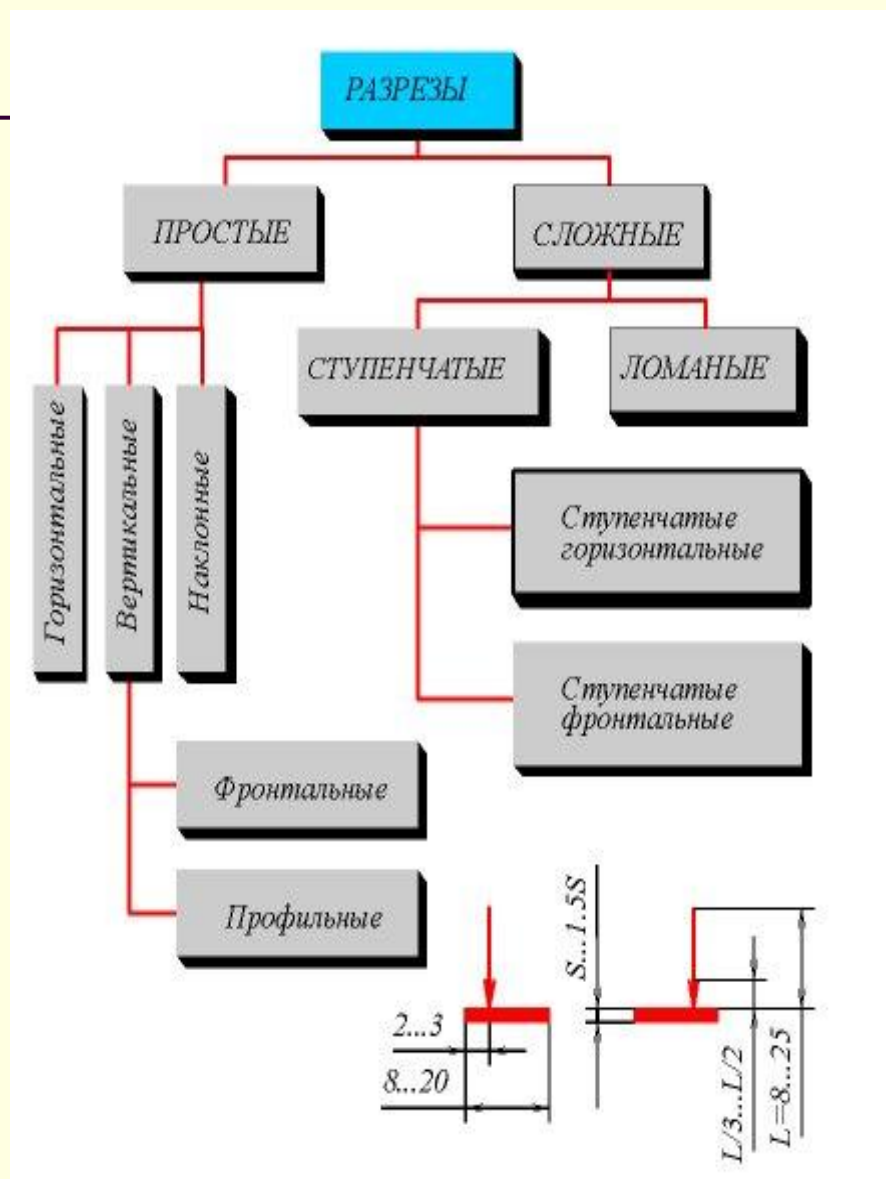 РАЗРЕЗЫ
ПРОСТЫЕ
СЛОЖНЫЕ
СТУПЕНЧАТЫЕ
ЛОМАНЫЕ
Горизонтальные
Вертикальные
Наклонные
Ступенчатые
горизонтальные
Ступенчатые
фронтальные
Фронтальные
Профильные
2...3
8...20
S...1.5S
L/3...L/2
L=8...25